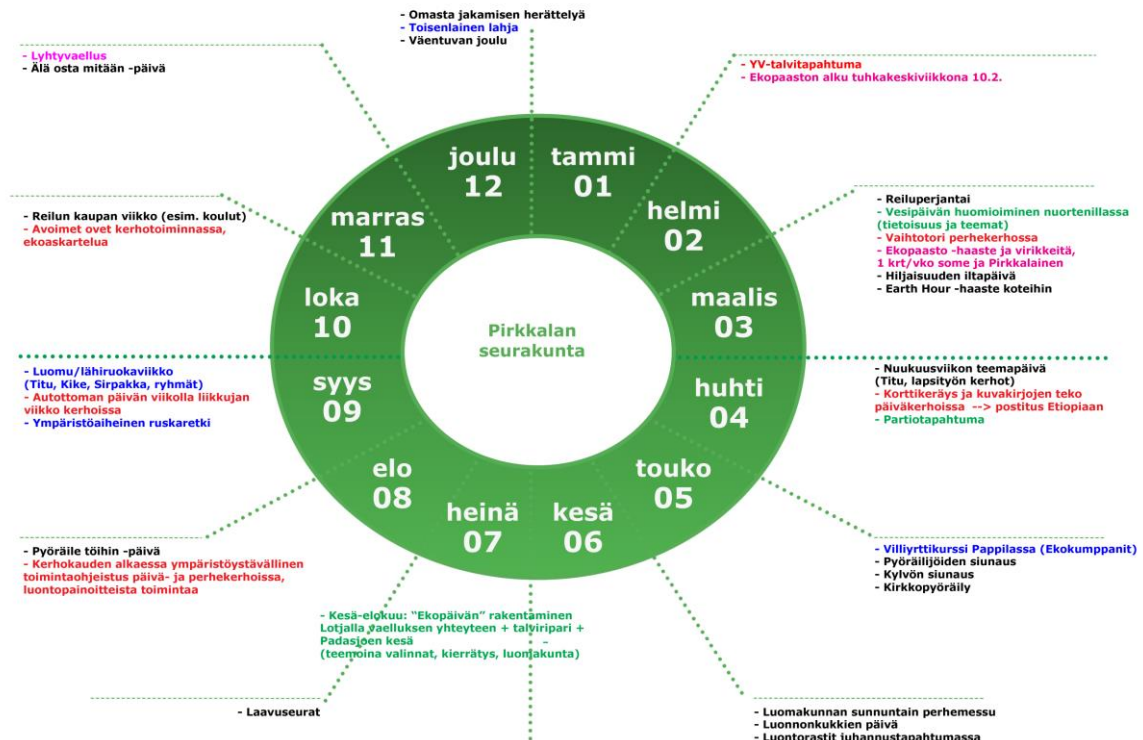 - Omasta jakamisen herättelyä
- Toisenlainen lahja
- Väentuvan joulu
- Lyhtyvaellus
- Älä osta mitään -päivä
- YV-talvitapahtuma
- Ekopaaston alku tuhkakeskiviikkona 10.2.
joulu
12
tammi
01
marras
11
helmi
02
- Reilun kaupan viikko (esim. koulut)
- Avoimet ovet kerhotoiminnassa,
ekoaskartelua
- Reiluperjantai
- Vesipäivän huomioiminen nuortenillassa
(tietoisuus ja teemat)
- Vaihtotori perhekerhossa
- Ekopaasto -haaste ja virikkeitä,
1 krt/vko some ja Pirkkalainen
- Hiljaisuuden iltapäivä
- Earth Hour -haaste koteihin
loka
10
maalis
03
Pirkkalan
seurakunta
- Luomu/lähiruokaviikko
(Titu, Kike, Sirpakka, ryhmät)
- Autottoman päivän viikolla liikkujan
viikko kerhoissa
- Ympäristöaiheinen ruskaretki
syys
09
huhti
04
- Nuukuusviikon teemapäivä
(Titu, lapsityön kerhot)
- Korttikeräys ja kuvakirjojen teko
päiväkerhoissa --> postitus Etiopiaan
- Partiotapahtuma
elo
08
touko
05
heinä
07
kesä
06
- Pyöräile töihin -päivä
- Kerhokauden alkaessa ympäristöystävällinen
toimintaohjeistus päivä- ja perhekerhoissa,
luontopainoitteista toimintaa
- Villiyrttikurssi Pappilassa (Ekokumppanit)
- Pyöräilijöiden siunaus
- Kylvön siunaus
- Kirkkopyöräily
- Kesä-elokuu: "Ekopäivän" rakentaminen
Lotjalla vaelluksen yhteyteen + talviripari +
Padasjoen kesä –
(teemoina valinnat, kierrätys, luomakunta)
- Laavuseurat
- Luomakunnan sunnuntain perhemessu
- Luonnonkukkien päivä
- Luontorastit juhannustapahtumassa